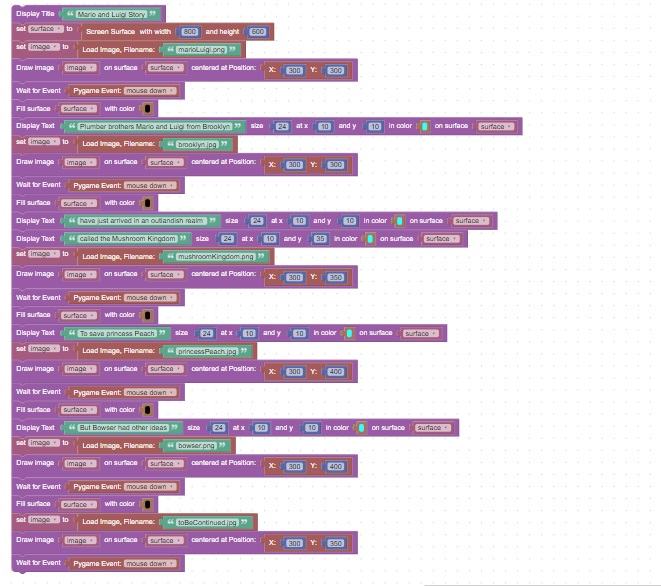 Display Title “ Mario and Luigi Story ”
set surface to Screen Surface with width 800 and height 600
set image to Load Image, Filename: “ marioLuigi.png ”
Draw image image on surface surface centered at Position: X: 300 Y: 300
Wait for Event Pygame Event: mouse down
Fill surface surface with color
Display Text “ Plumber brothers Mario and Luigi from Brooklyn ” size 24 at x 10 and y 10 in color on surface surface
set image to Load Image, Filename: “ brooklyn.jpg ”
Draw image image on surface surface centered at Position: X: 300 Y: 300
Wait for Event Pygame Event: mouse down
Fill surface surface with color
Display Text “ have just arrived in an outlandish realm ” size 24 at x 10 and y 10 in color on surface surface
Display Text “ called the Mushroom Kingdom ” size 24 at x 10 and y 35 in color on surface surface
set image to Load Image, Filename: “ mushroomKingdom.png ”
Draw image image on surface surface centered at Position: X: 300 Y: 350
Wait for Event Pygame Event: mouse down
Fill surface surface with color
Display Text “ To save princess Peach ” size 24 at x 10 and y 10 in color on surface surface
set image to Load Image, Filename: “ princessPeach.jpg ”
Draw image image on surface surface centered at Position: X: 300 Y: 400
Wait for Event Pygame Event: mouse down
Fill surface surface with color
Display Text “ But Bowser had other ideas ” size 24 at x 10 and y 10 in color on surface surface
set image to Load Image, Filename: “ bowser.png ”
Draw image image on surface surface centered at Position: X: 300 Y: 400
Wait for Event Pygame Event: mouse down
Fill surface surface with color
set image to Load Image, Filename: “ toBeContinued.jpg ”
Draw image image on surface surface centered at Position: X: 300 Y: 350
Wait for Event Pygame Event: mouse down